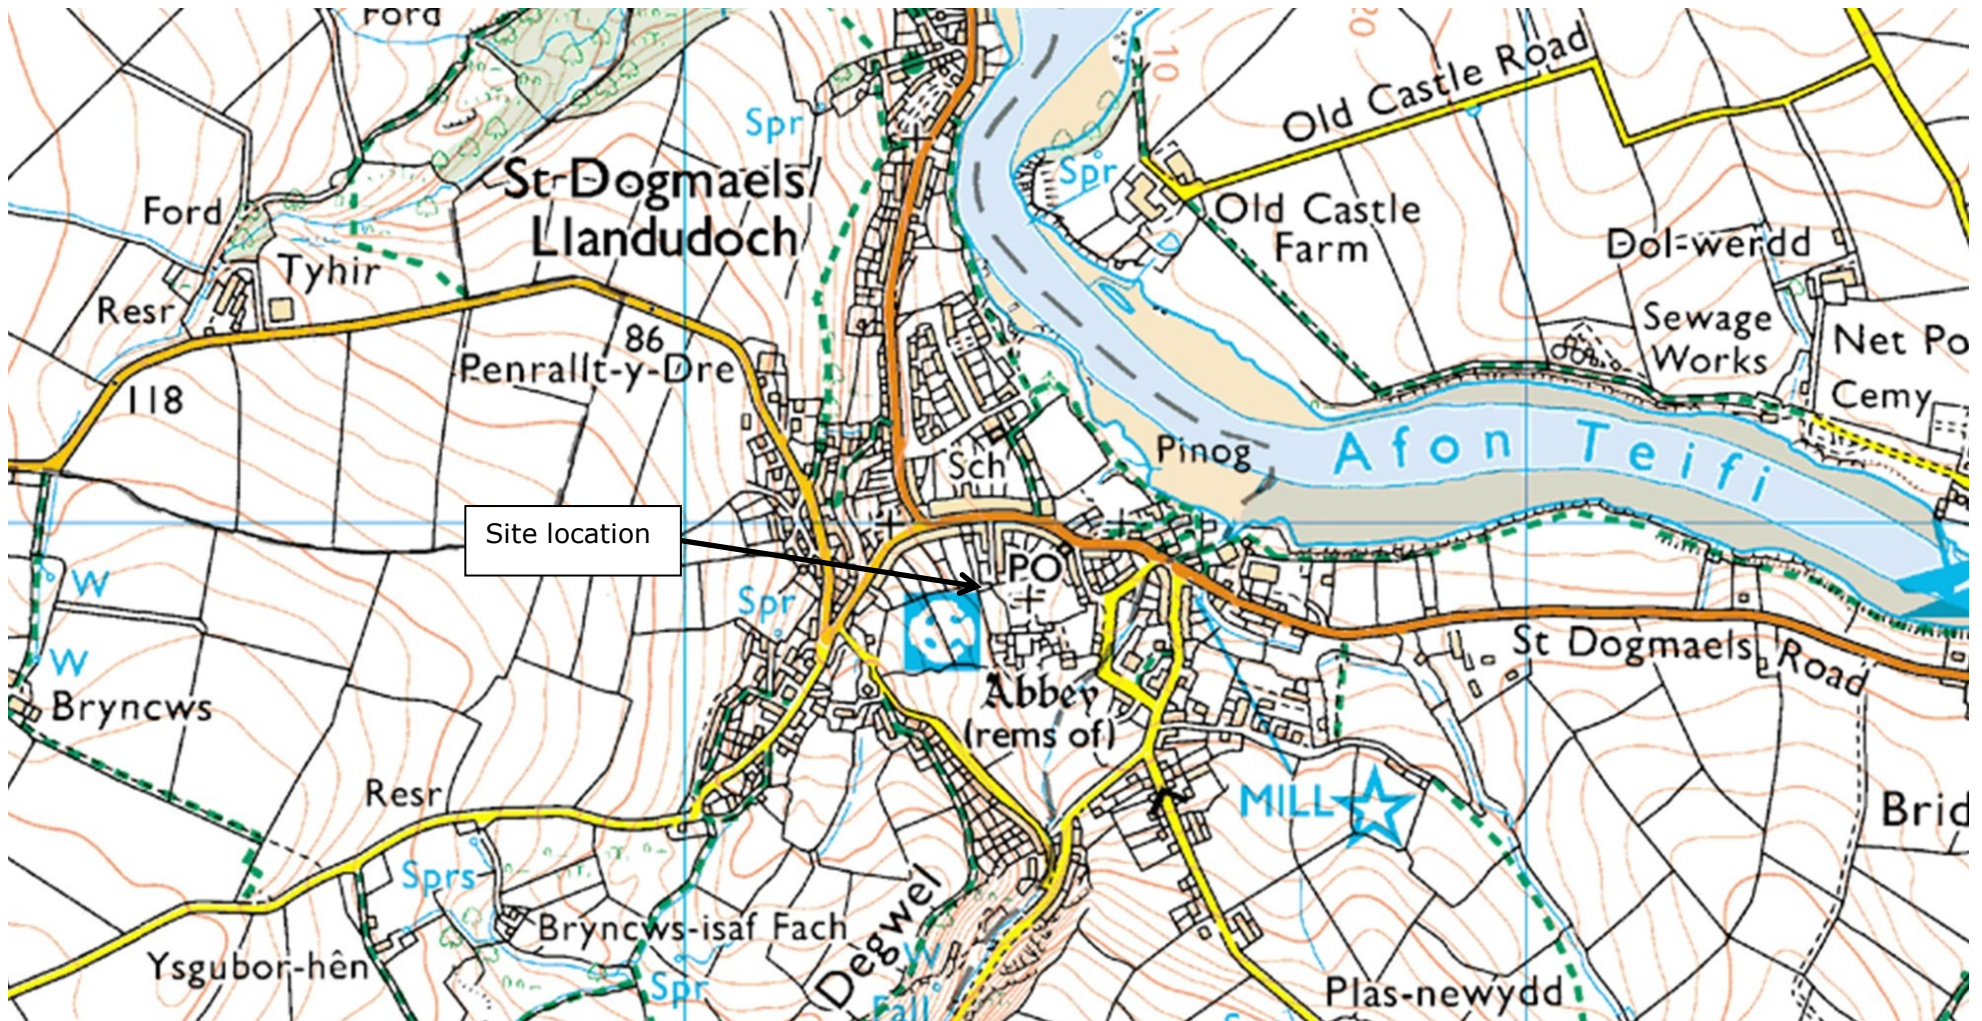 Ford
Old Castle Road
20
10
Spr
St Dogmaels/
Llandudoch
Spr
Ford
Old Castle
Farm
Dol-werdd
Tyhir
Resr
Sewage
Works
Net Po
86
Penrallt-y-Dre
118
Cemy
Sch
Pinog
Afon Teifi
Site location
PO
W
Spr
St Dogmaels Road
W
Bryncws
Abbey
(rems of)
Resr
MILL
Brid
Sprs
Bryncws-isaf Fach
Degwel
W
Ysgubor-hên
Spr
Fall
Plas-newydd